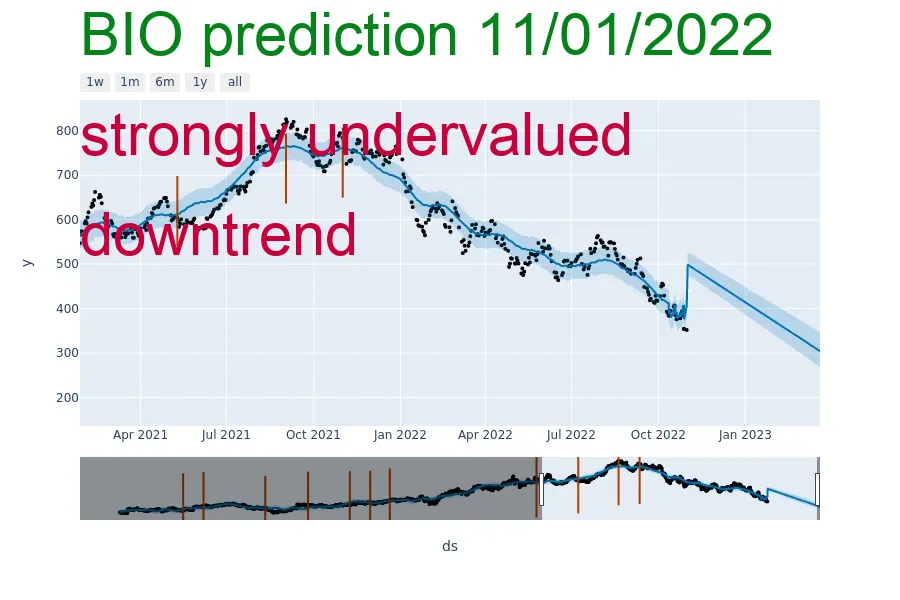 BIO prediction 11/01/2022
1w 1m 6m 1y all
strongly undervalued
downtrend
800
700
600
500
400
300
200
y
Apr 2021 Jul 2021 Oct 2021 Jan 2022 Apr 2022 Jul 2022 Oct 2022 Jan 2023
ds